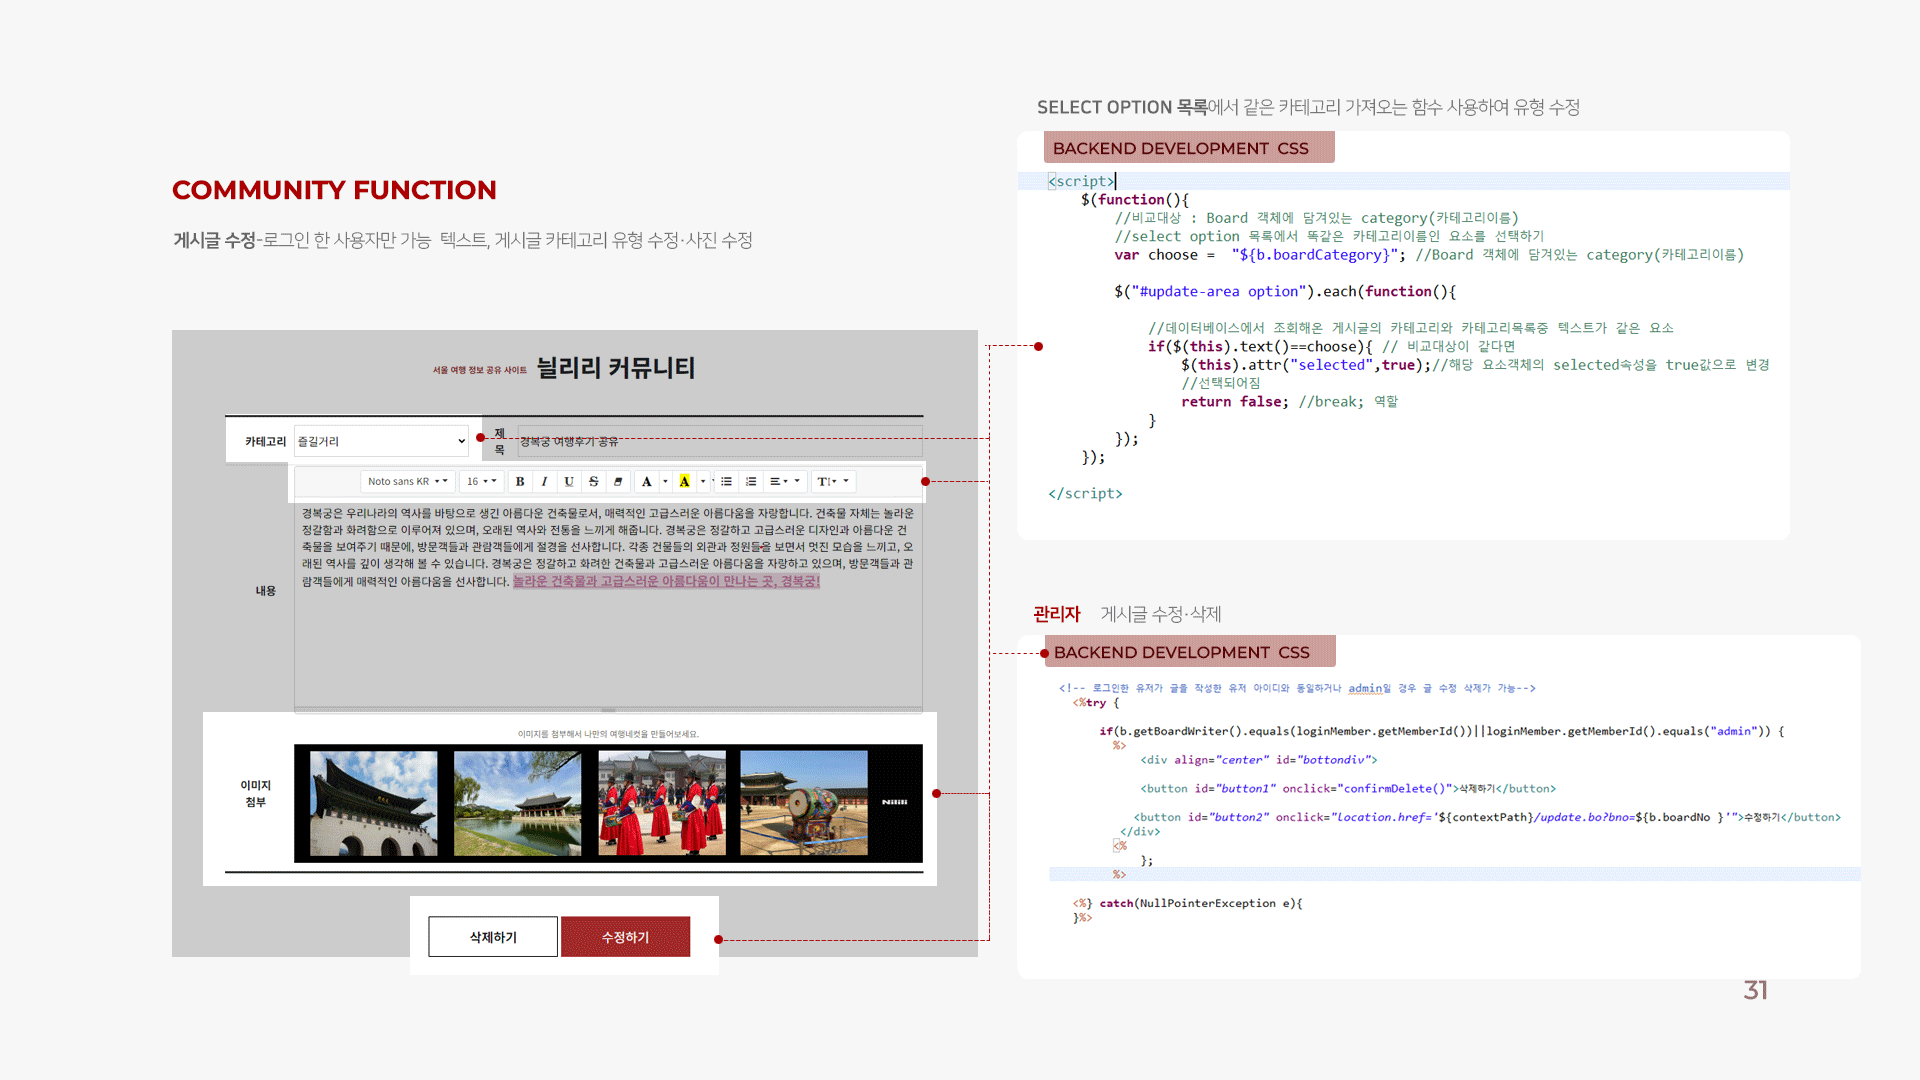 COMMUNITY FUNCTION
게시글 수정-로그인 한 사용자만 가능 텍스트, 게시글 카테고리 유형 수정·사진 수정
서울 여행 정보 공유 사이트 닐리리 커뮤니티
카테고리 즐길거리
제목 경복궁 여행후기 공유
Noto sans KR 16 B I U S A A T
내용
경복궁은 우리나라의 역사를 바탕으로 생긴 아름다운 건축물로서, 매력적인 고급스러운 아름다움을 자랑합니다. 건축물 자체는 놀라운
정갈함과 화려함으로 이루어져 있으며, 오래된 역사와 전통을 느끼게 해줍니다. 경복궁은 정갈하고 고급스러운 디자인과 아름다운 건
축물을 보여주기 때문에, 방문객들과 관람객들에게 절경을 선사합니다. 각종 건물들의 외관과 정원들을 보면서 멋진 모습을 느끼고, 오
래된 역사를 깊이 생각해 볼 수 있습니다. 경복궁은 정갈하고 화려한 건축물과 고급스러운 아름다움을 자랑하고 있으며, 방문객들과 관
람객들에게 매력적인 아름다움을 선사합니다. 놀라운 건축물과 고급스러운 아름다움이 만나는 곳, 경복궁!
이미지를 첨부해서 나만의 여행네컷을 만들어보세요.
이미지
첨부
Nilili
삭제하기
수정하기
SELECT OPTION 목록에서 같은 카테고리 가져오는 함수 사용하여 유형 수정
BACKEND DEVELOPMENT CSS
<script>
$(function(){
//비교대상 : Board 객체에 담겨있는 category(카테고리이름)
//select option 목록에서 똑같은 카테고리이름인 요소를 선택하기
var choose = "${b.boardCategory}"; //Board 객체에 담겨있는 category(카테고리이름)
$("#update-area option").each(function(){
//데이터베이스에서 조회해온 게시글의 카테고리와 카테고리목록중 텍스트가 같은 요소
if($(this).text()==choose){ // 비교대상이 같다면
$(this).attr("selected",true);//해당 요소객체의 selected속성을 true값으로 변경
//선택되어짐
return false; //break; 역할
}
});
});
</script>
관리자 게시글 수정·삭제
BACKEND DEVELOPMENT CSS
<!-- 로그인한 유저가 글을 작성한 유저 아이디와 동일하거나 admin일 경우 글 수정 삭제가 가능-->
<%try {
if(b.getBoardWriter().equals(loginMember.getMemberId())||loginMember.getMemberId().equals("admin")) {
%>
<div align="center" id="bottondiv">
<button id="button1" onclick="confirmDelete()">삭제하기</button>
<button id="button2" onclick="location.href='${contextPath}/update.bo?bno=${b.boardNo }'">수정하기</button>
</div>
<%
};
%>
<%} catch(NullPointerException e){
}%>
31